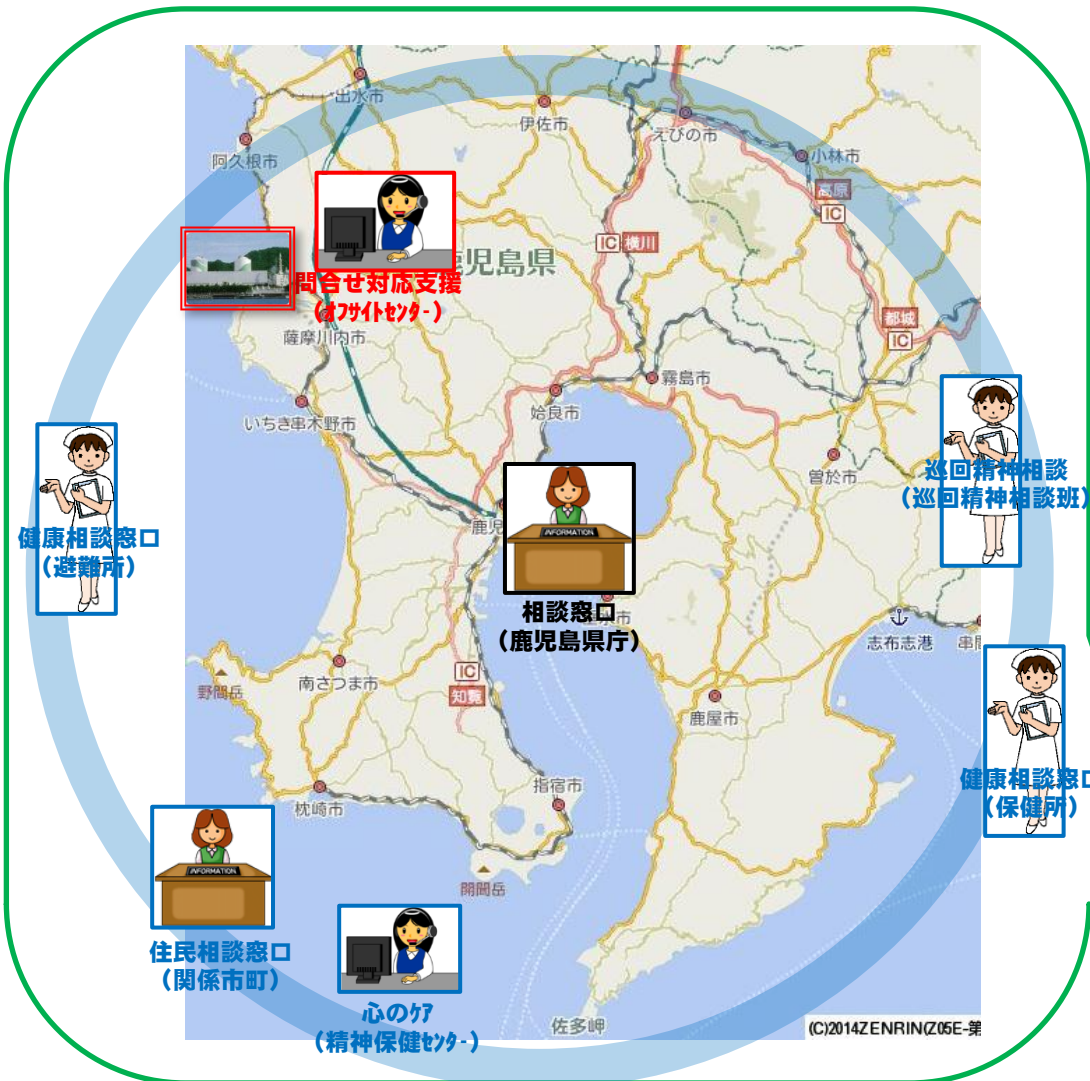 出水市
伊佐市
えびの市
阿久根市
小林市
高原
IC
IC 横川
児島県
問合せ対応支援
(オフサイトセンター)
都城
IC
薩摩川内市
霧島市
姶良市
いちき串木野市
曽於市
巡回精神相談
(巡回精神相談班)
鹿児
INFORMATION
健康相談窓口
(避難所)
相談窓口
(鹿児島県庁)
水市
志布志港
串間
野間岳
南さつま市
IC
知覧
鹿屋市
健康相談窓口
(保健所)
枕崎市
指宿市
INFORMATION
開聞岳
住民相談窓口
(関係市町)
心のケア
(精神保健センター)
佐多岬
(C)2014ZENRIN(Z05E-第